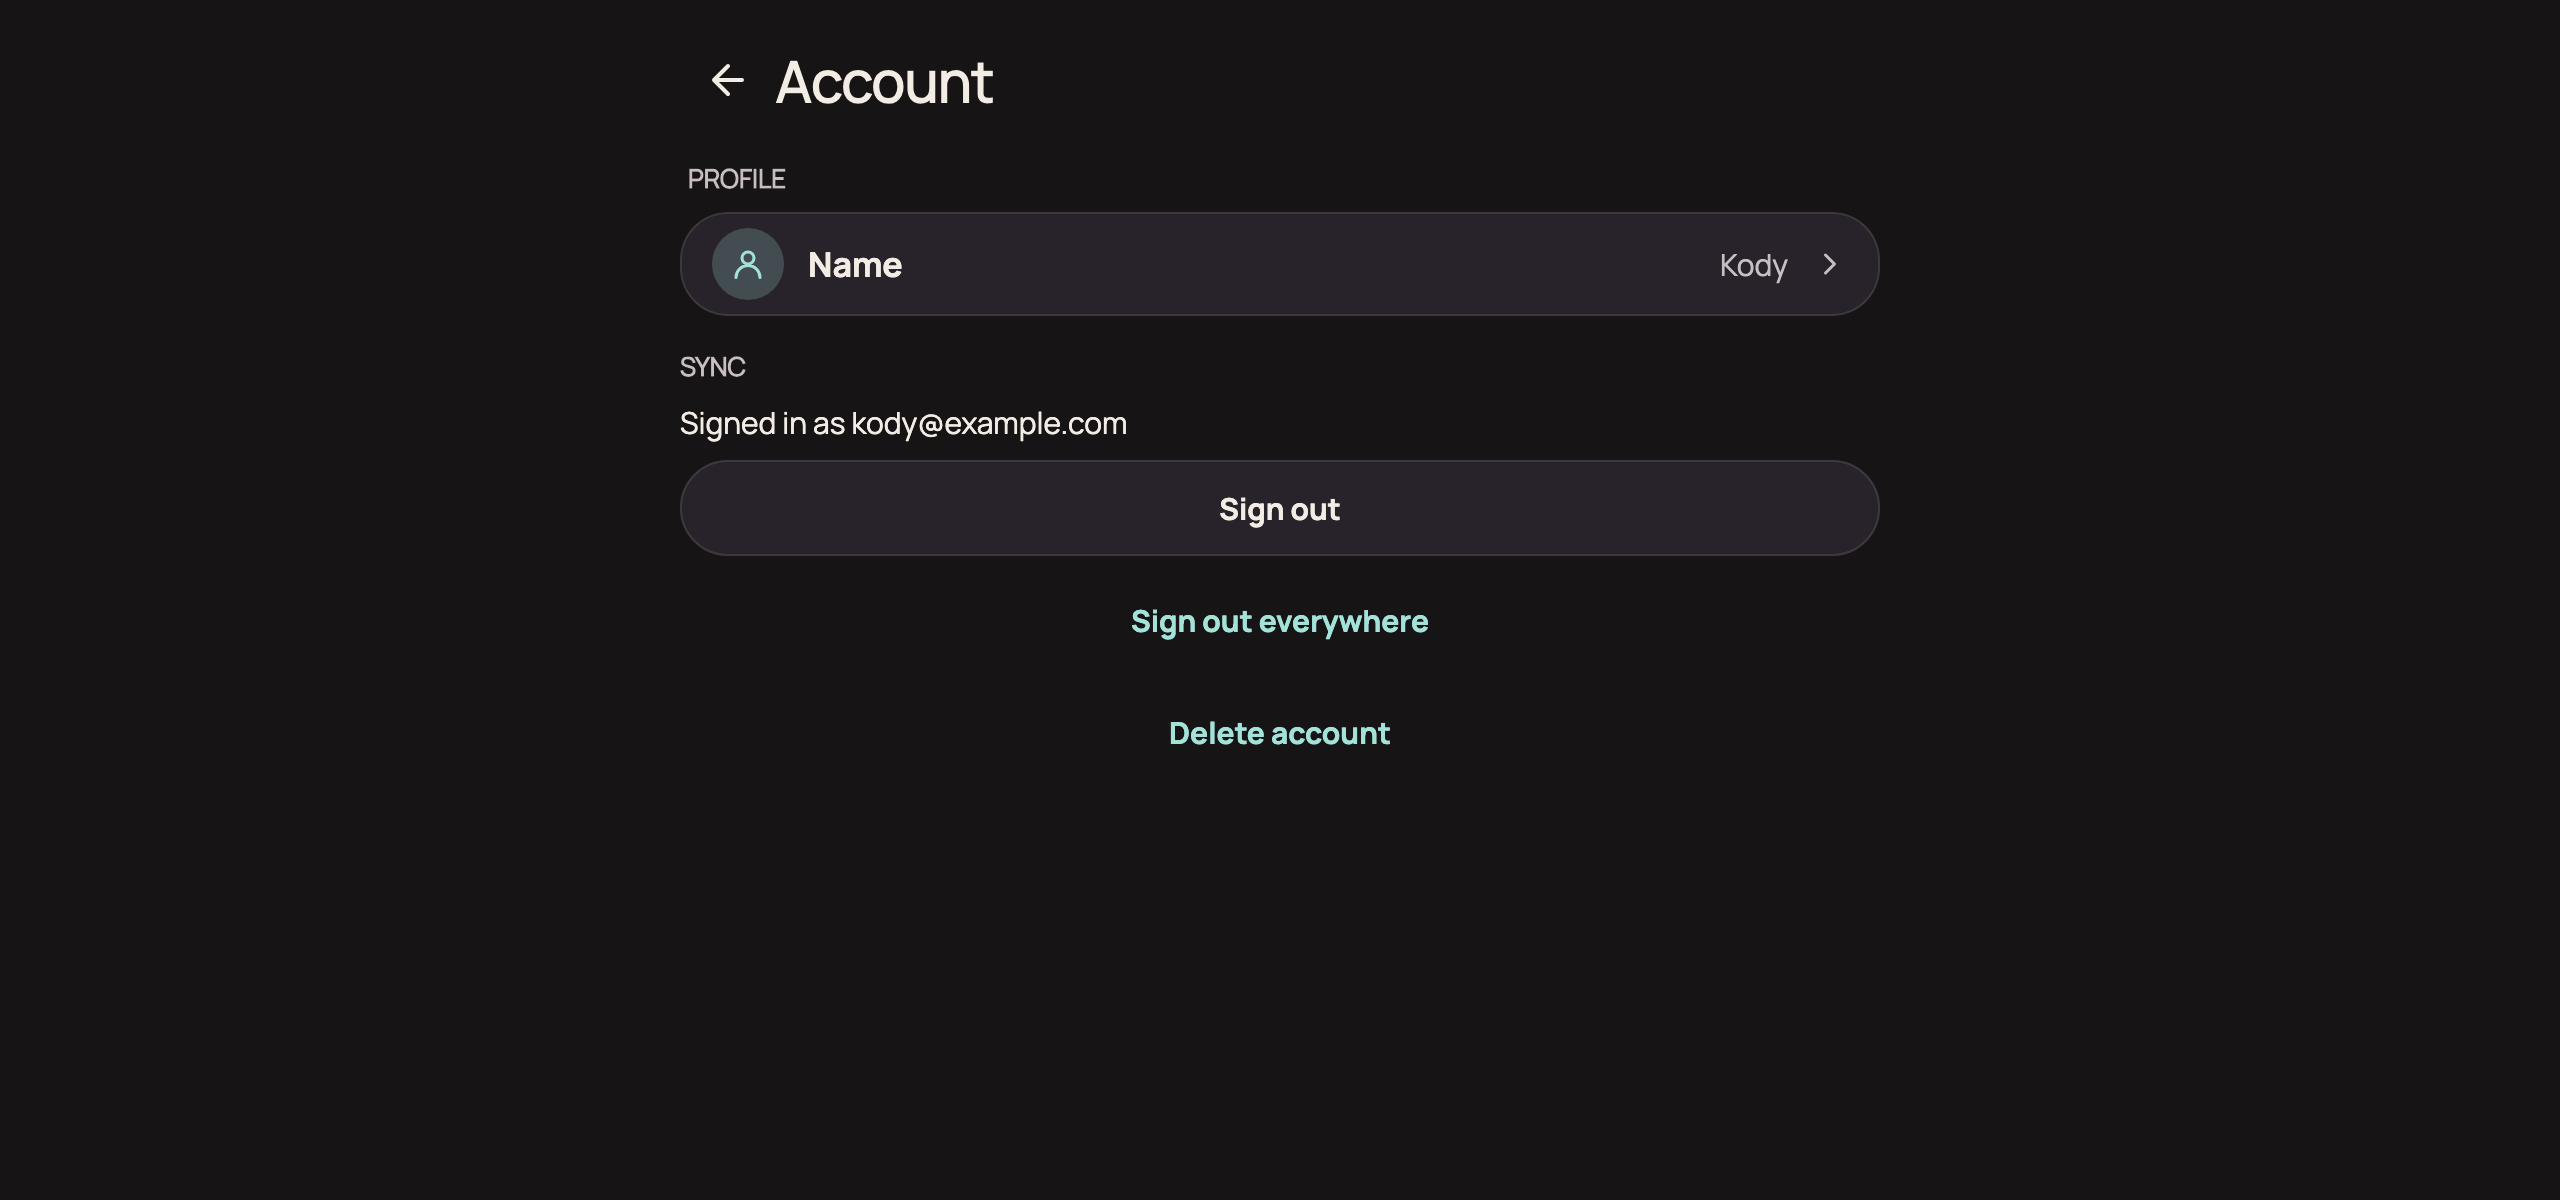 Account
PROFILE
Name
Kody
SYNC
Signed in as kody@example.com
Sign out
Sign out everywhere
Delete account